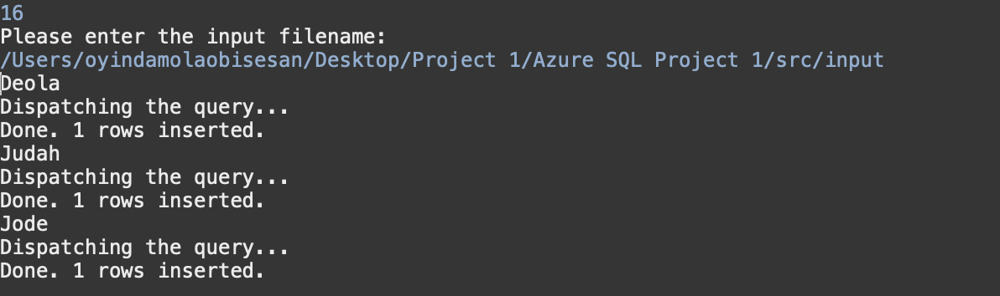 16
Please enter the input filename:
/Users/oyindamolaobisesan/Desktop/Project 1/Azure SQL Project 1/src/input
Deola
Dispatching the query...
Done. 1 rows inserted.
Judah
Dispatching the query...
Done. 1 rows inserted.
Jode
Dispatching the query...
Done. 1 rows inserted.